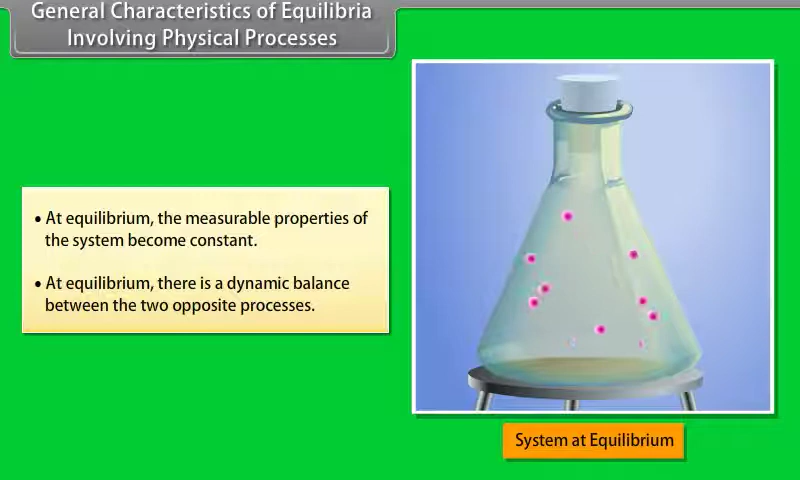 General Characteristics of Equilibria
Involving Physical Processes
• At equilibrium, the measurable properties of
the system become constant.
• At equilibrium, there is a dynamic balance
between the two opposite processes.
System at Equilibrium